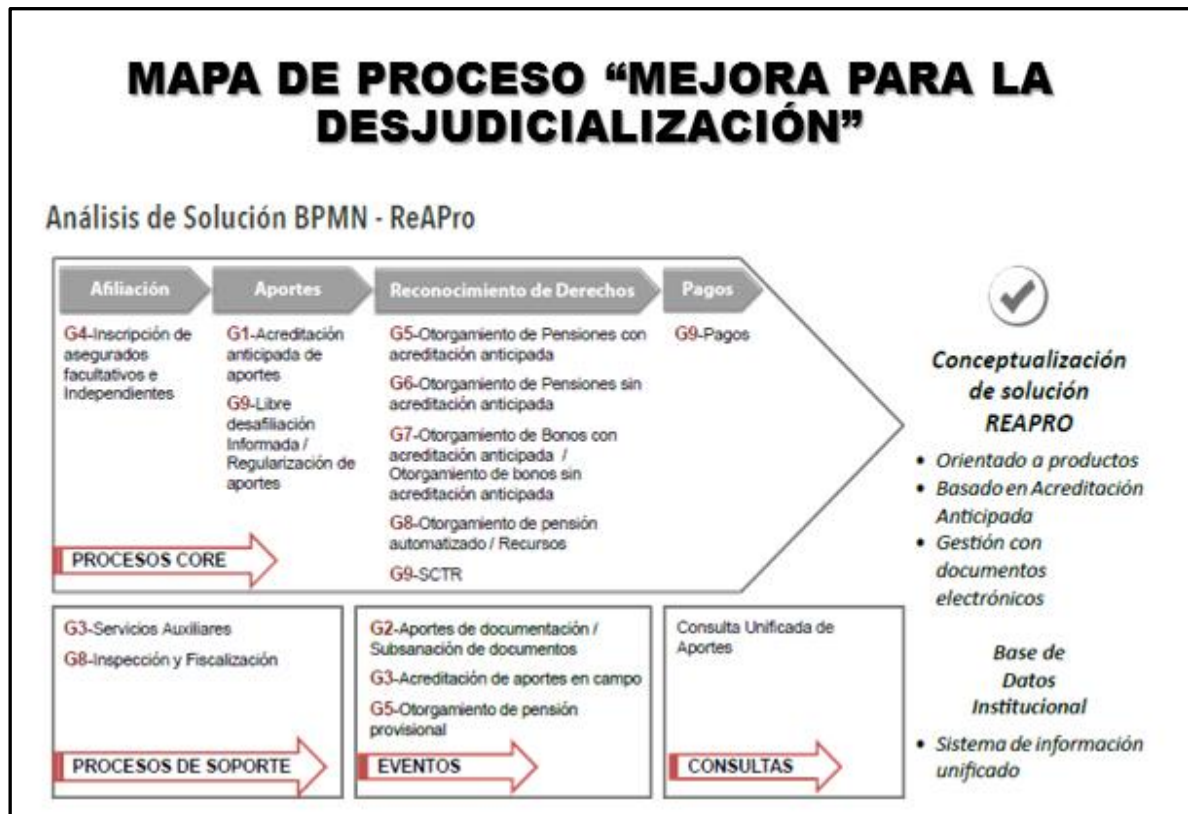 MAPA DE PROCESO “MEJORA PARA LA
DESJUDICIALIZACIÓN”
Análisis de Solución BPMN - ReAPro
Afiliación
G4-Inscripción de
asegurados
facultativos e
Independientes
Aportes
G1-Acreditación
anticipada de
aportes
G9-Libre
desafiliación
Informada /
Regularización de
aportes
Reconocimiento de Derechos
G5-Otorgamiento de Pensiones con
acreditación anticipada
G6-Otorgamiento de Pensiones sin
acreditación anticipada
G7-Otorgamiento de Bonos con
acreditación anticipada /
Otorgamiento de bonos sin
acreditación anticipada
G8-Otorgamiento de pensión
automatizado / Recursos
G9-SCTR
Pagos
G9-Pagos
PROCESOS CORE
G3-Servicios Auxiliares
G8-Inspección y Fiscalización
PROCESOS DE SOPORTE
G2-Aportes de documentación /
Subsanación de documentos
G3-Acreditación de aportes en campo
G5-Otorgamiento de pensión
provisional
EVENTOS
Consulta Unificada de
Aportes
CONSULTAS
Conceptualización
de solución
REAPRO
• Orientado a productos
• Basado en Acreditación
Anticipada
• Gestión con
documentos
electrónicos
Base de
Datos
Institucional
• Sistema de información
unificado